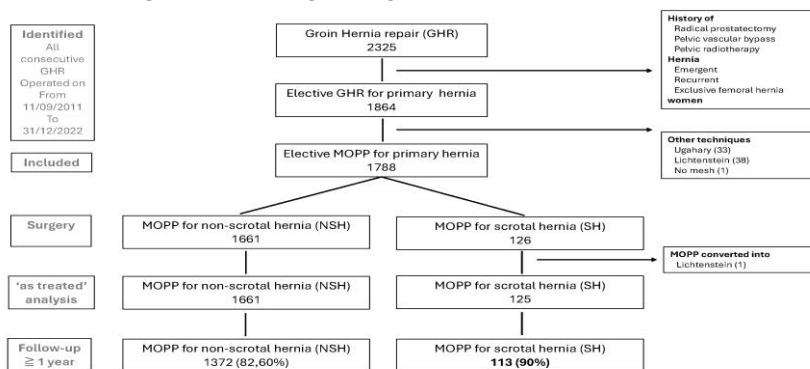 Identified
All
consecutive
GHR
Operated on
From
11/09/2011
To
31/12/2022
Groin Hernia repair (GHR)
2325
History of
Radical prostatectomy
Pelvic vascular bypass
Pelvic radiotherapy
Hernia
Emergent
Recurrent
Exclusive femoral hernia
women
Elective GHR for primary hernia
1864
Other techniques
Ugahary (33)
Lichtenstein (38)
No mesh (1)
Included
Elective MOPP for primary hernia
1788
Surgery
MOPP for non-scrotal hernia (NSH)
1661
MOPP for scrotal hernia (SH)
126
MOPP converted into
Lichtenstein (1)
'as treated'
analysis
MOPP for non-scrotal hernia (NSH)
1661
MOPP for scrotal hernia (SH)
125
Follow-up
≧ 1 year
MOPP for non-scrotal hernia (NSH)
1372 (82,60%)
MOPP for scrotal hernia (SH)
113 (90%)